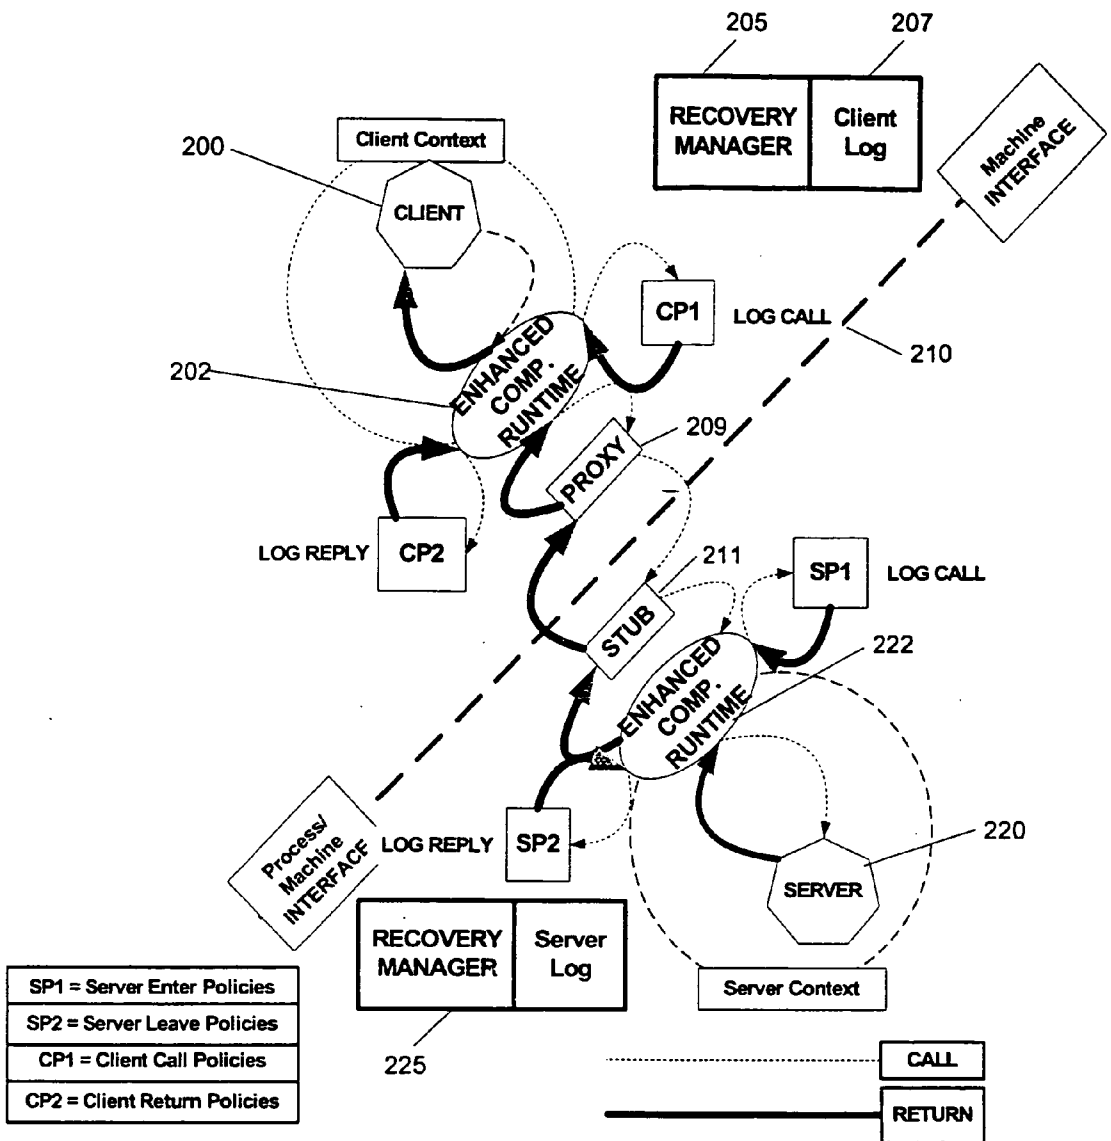 205
207
RECOVERY
MANAGER
Client
Log
Machine
INTERFACE
Client Context
200
CLIENT
CP1
LOG CALL
210
202
ENHANCED
COMP.
RUNTIME
209
PROXY
LOG REPLY
CP2
211
SP1
LOG CALL
STUB
222
ENHANCED
COMP.
RUNTIME
Process/
Machine
INTERFACE
LOG REPLY
SP2
220
SERVER
RECOVERY
MANAGER
Server
Log
Server Context
225
SP1 = Server Enter Policies
SP2 = Server Leave Policies
CP1 = Client Call Policies
CP2 = Client Return Policies
CALL
RETURN